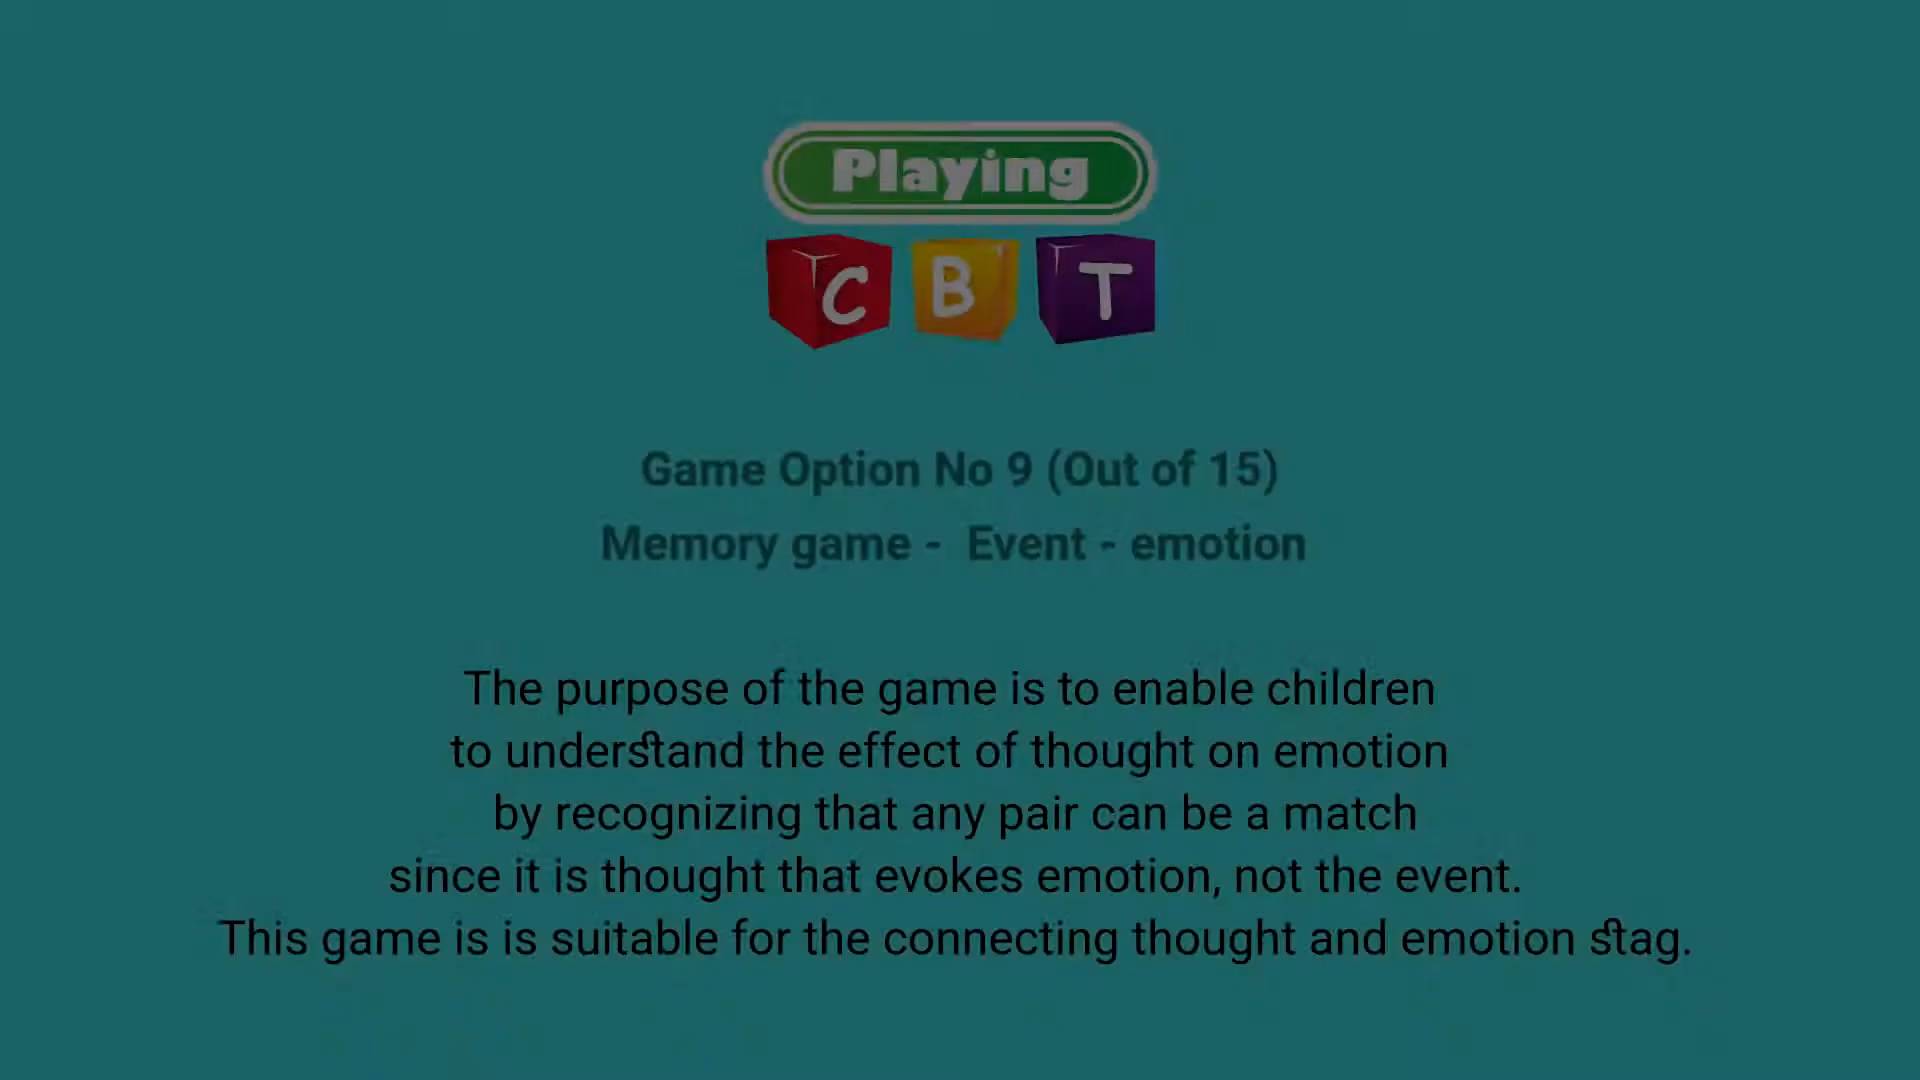 Playing
C B T
Game Option No 9 (Out of 15)
Memory game - Event - emotion
The purpose of the game is to enable children
to understand the effect of thought on emotion
by recognizing that any pair can be a match
since it is thought that evokes emotion, not the event.
This game is is suitable for the connecting thought and emotion stag.